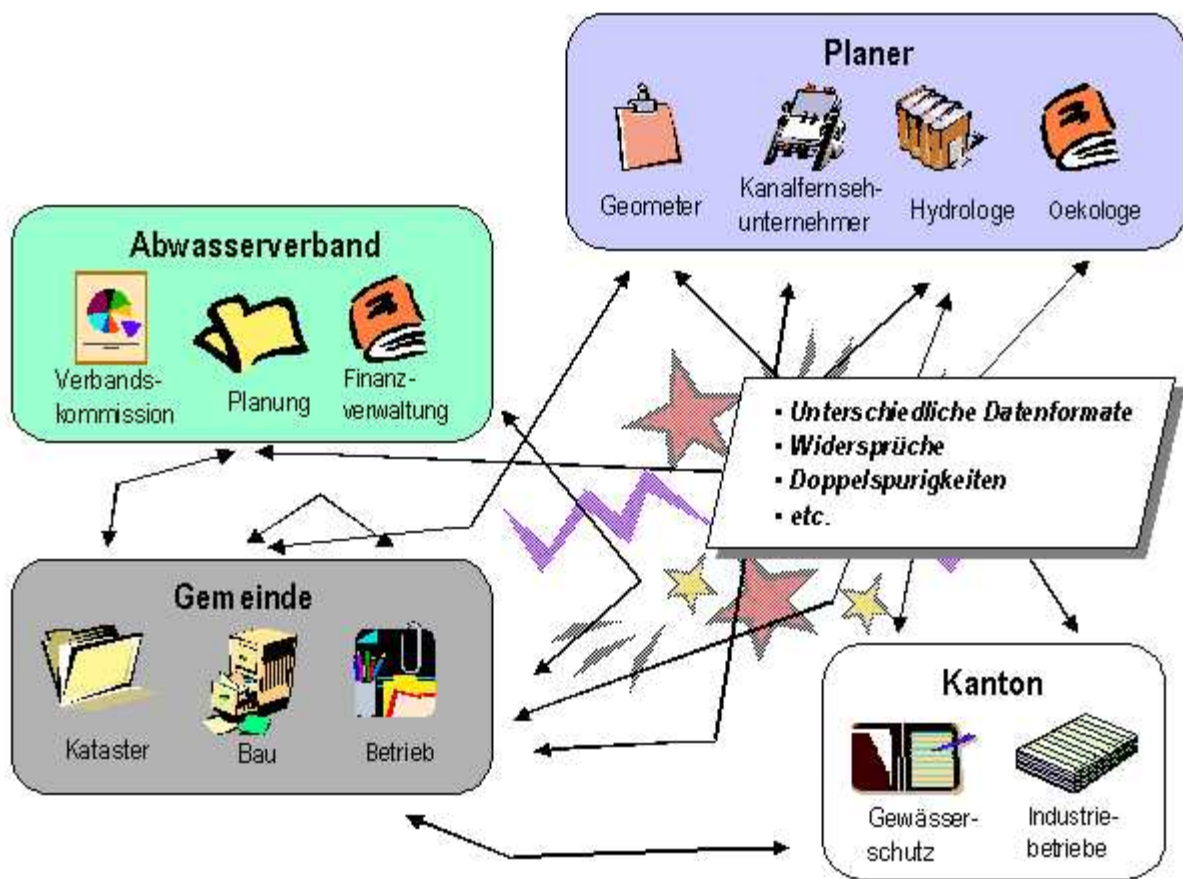 Planer
Geometer
Kanalfernseh-
unternehmer
Hydrologe
Oekologe
Abwasserverband
Verbands-
kommission
Planung
Finanz-
verwaltung
• Unterschiedliche Datenformate
• Widersprüche
• Doppelspurigkeiten
• etc.
Gemeinde
Kataster
Bau
Betrieb
Kanton
Gewässer-
schutz
Industrie-
betriebe